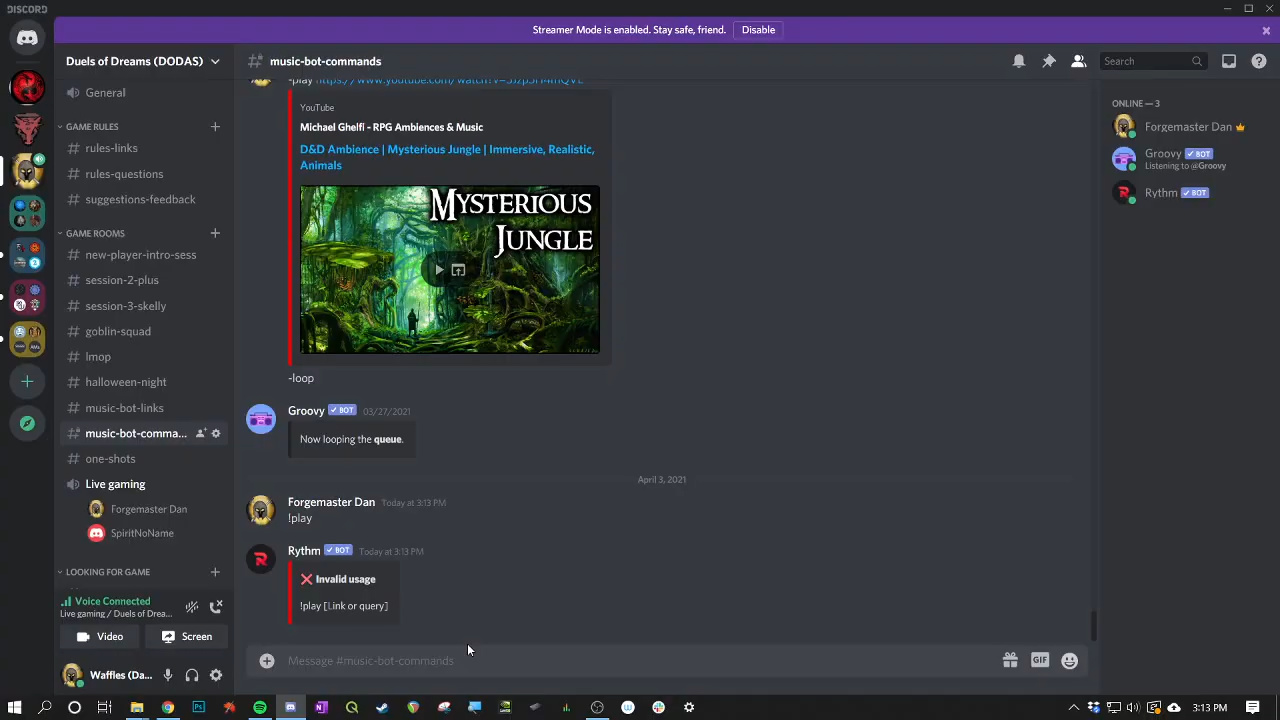 DISCORD
Streamer Mode is enabled. Stay safe, friend.
Disable
Duels of Dreams (DODAS)
music-bot-commands
Search
General
GAME RULES
rules-links
rules-questions
suggestions-feedback
GAME ROOMS
new-player-intro-sess
session-2-plus
session-3-skelly
goblin-squad
lmop
halloween-night
music-bot-links
music-bot-comma...
one-shots
Live gaming
Forgemaster Dan
SpiritNoName
LOOKING FOR GAME
Voice Connected
Live gaming / Duels of Drea...
Video
Screen
Waffles (Da...
YouTube
Michael Ghelfi - RPG Ambiences & Music
D&D Ambience | Mysterious Jungle | Immersive, Realistic,
Animals
MYSTERIOUS
JUNGLE
-loop
Groovy BOT 03/27/2021
Now looping the queue.
April 3, 2021
Forgemaster Dan Today at 3:13 PM
!play
Rythm BOT Today at 3:13 PM
Invalid usage
!play [Link or query]
Message #music-bot-commands
GIF
ONLINE — 3
Forgemaster Dan
Groovy BOT
Listening to @Groovy
Rythm BOT
3:13 PM